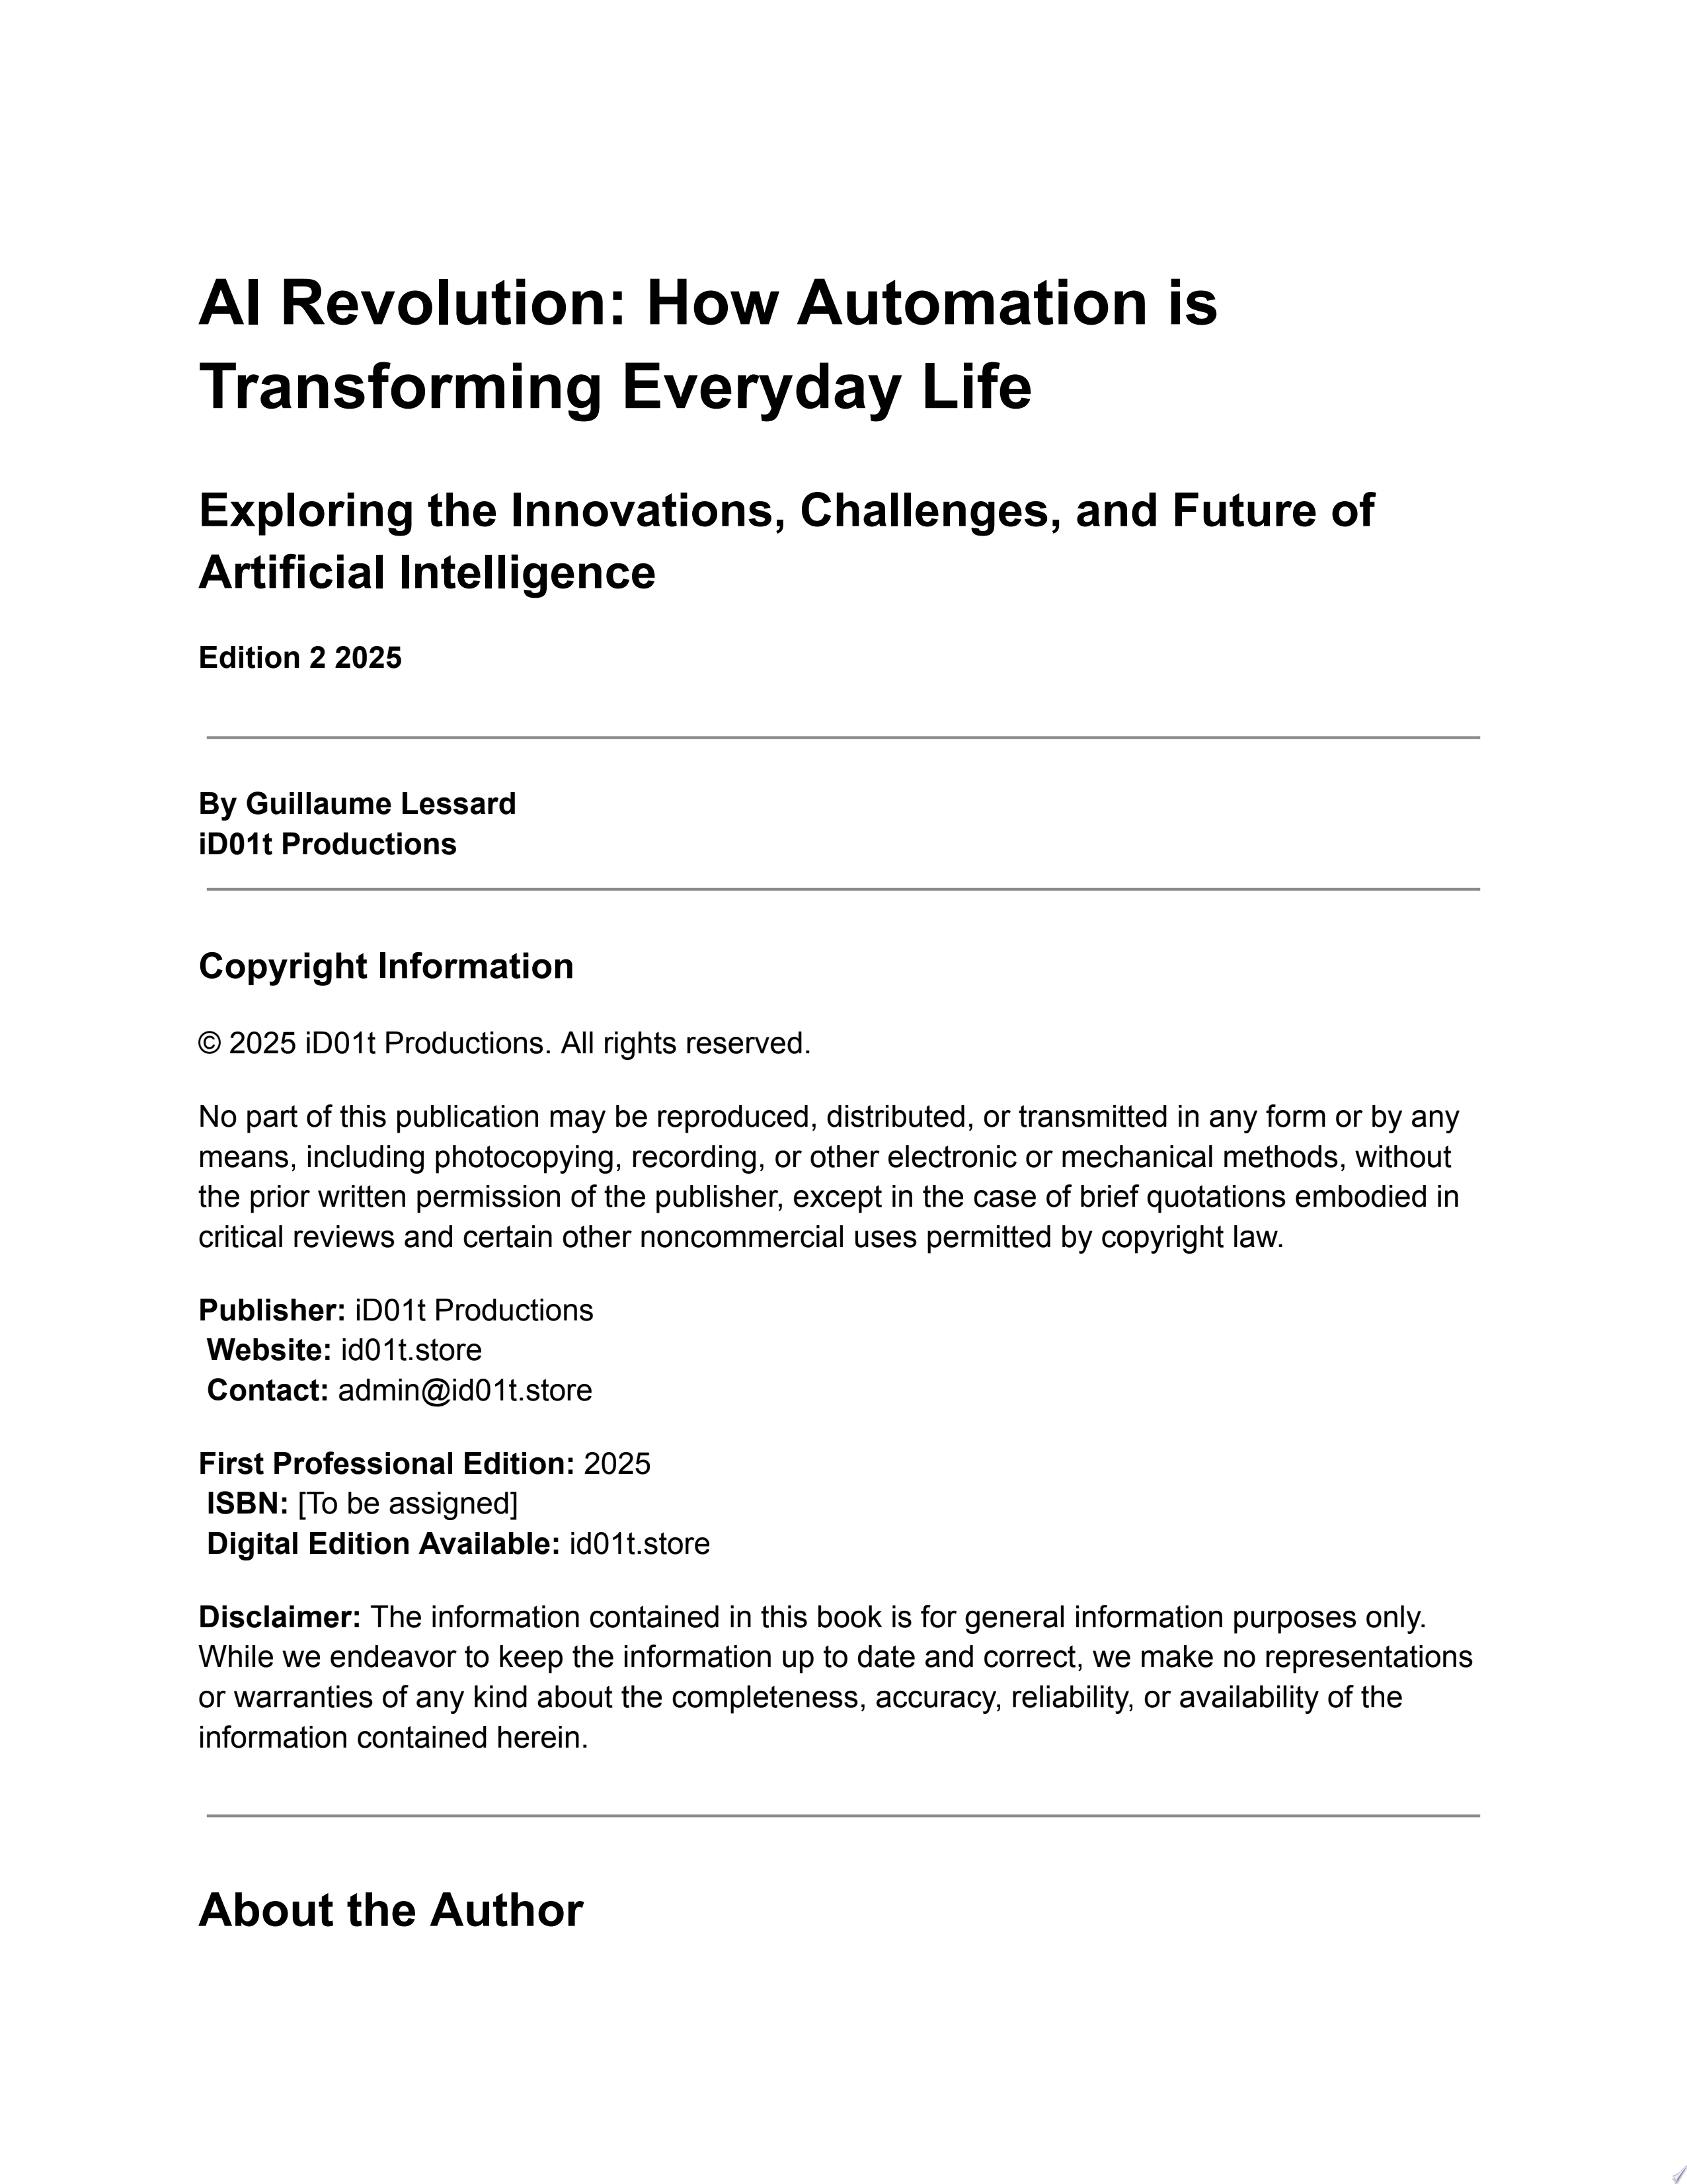 AI Revolution: How Automation is
Transforming Everyday Life
Exploring the Innovations, Challenges, and Future of
Artificial Intelligence
Edition 2 2025
By Guillaume Lessard
iD01t Productions
Copyright Information
© 2025 iD01t Productions. All rights reserved.
No part of this publication may be reproduced, distributed, or transmitted in any form or by any
means, including photocopying, recording, or other electronic or mechanical methods, without
the prior written permission of the publisher, except in the case of brief quotations embodied in
critical reviews and certain other noncommercial uses permitted by copyright law.
Publisher: iD01t Productions
Website: id01t.store
Contact: admin@id01t.store
First Professional Edition: 2025
ISBN: [To be assigned]
Digital Edition Available: id01t.store
Disclaimer: The information contained in this book is for general information purposes only.
While we endeavor to keep the information up to date and correct, we make no representations
or warranties of any kind about the completeness, accuracy, reliability, or availability of the
information contained herein.
About the Author